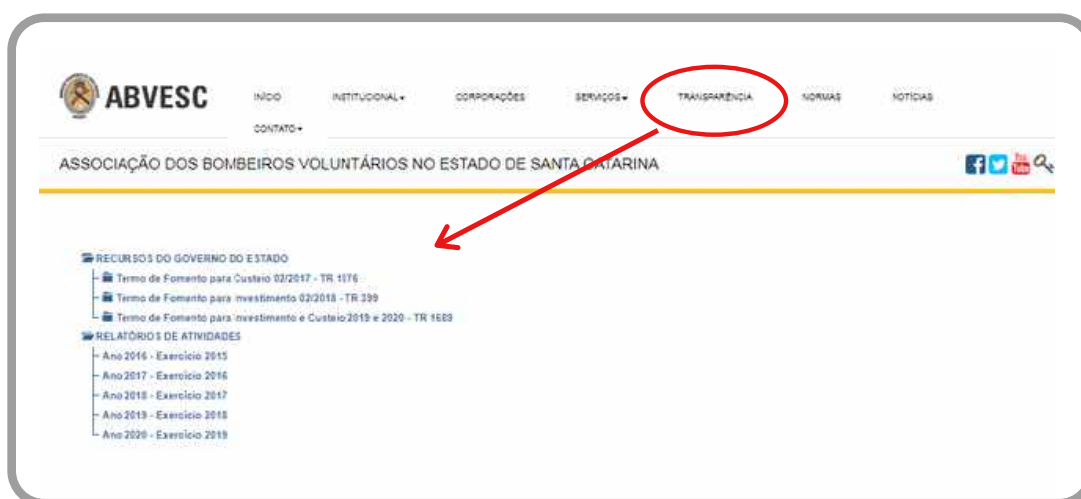 ABVESC
INÍCIO INSTITUCIONAL CORPORAÇÕES SERVIÇOS TRANSPARÊNCIA NORMAS NOTÍCIAS
CONTATO
ASSOCIAÇÃO DOS BOMBEIROS VOLUNTÁRIOS NO ESTADO DE SANTA CATARINA
You Tube
RECURSOS DO GOVERNO DO ESTADO
Termo de Fomento para Custeio 02/2017 - TR 1076
Termo de Fomento para Investimento 02/2018 - TR 399
Termo de Fomento para Investimento e Custeio 2019 e 2020 - TR 1689
RELATÓRIOS DE ATIVIDADES
Ano 2016 - Exercício 2015
Ano 2017 - Exercício 2016
Ano 2018 - Exercício 2017
Ano 2019 - Exercício 2018
Ano 2020 - Exercício 2019